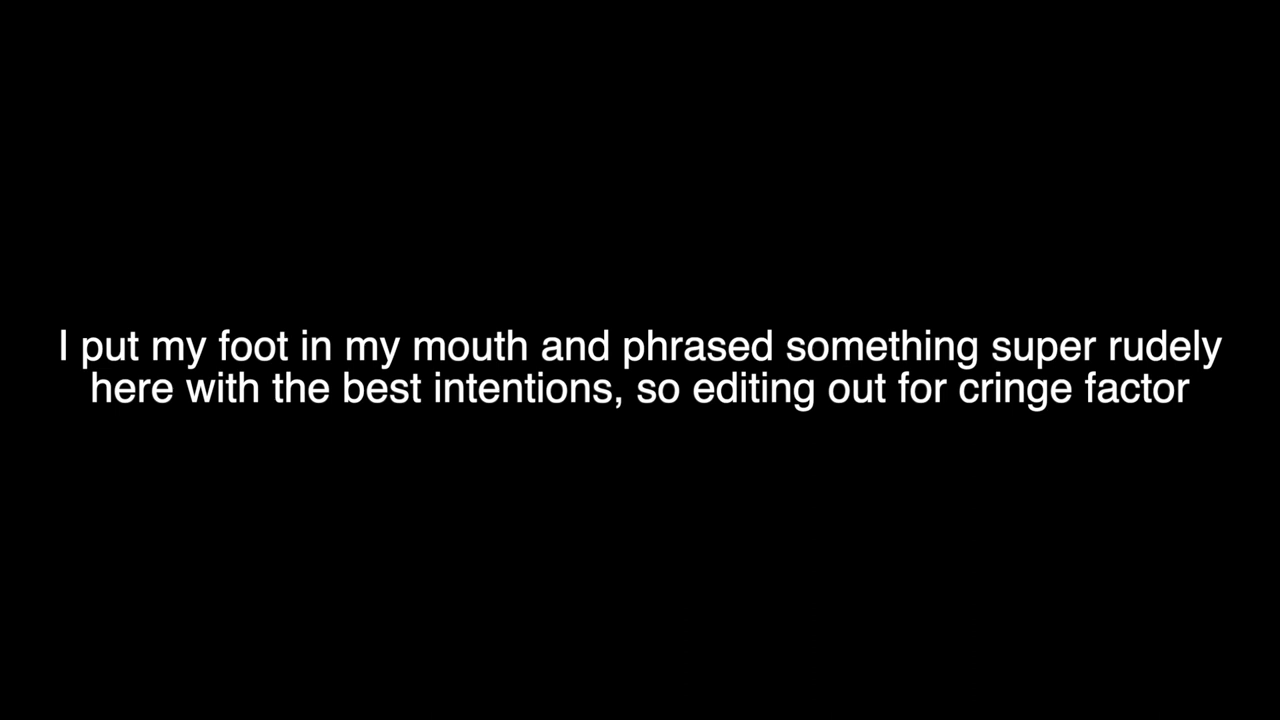 I put my foot in my mouth and phrased something super rudely
here with the best intentions, so editing out for cringe factor